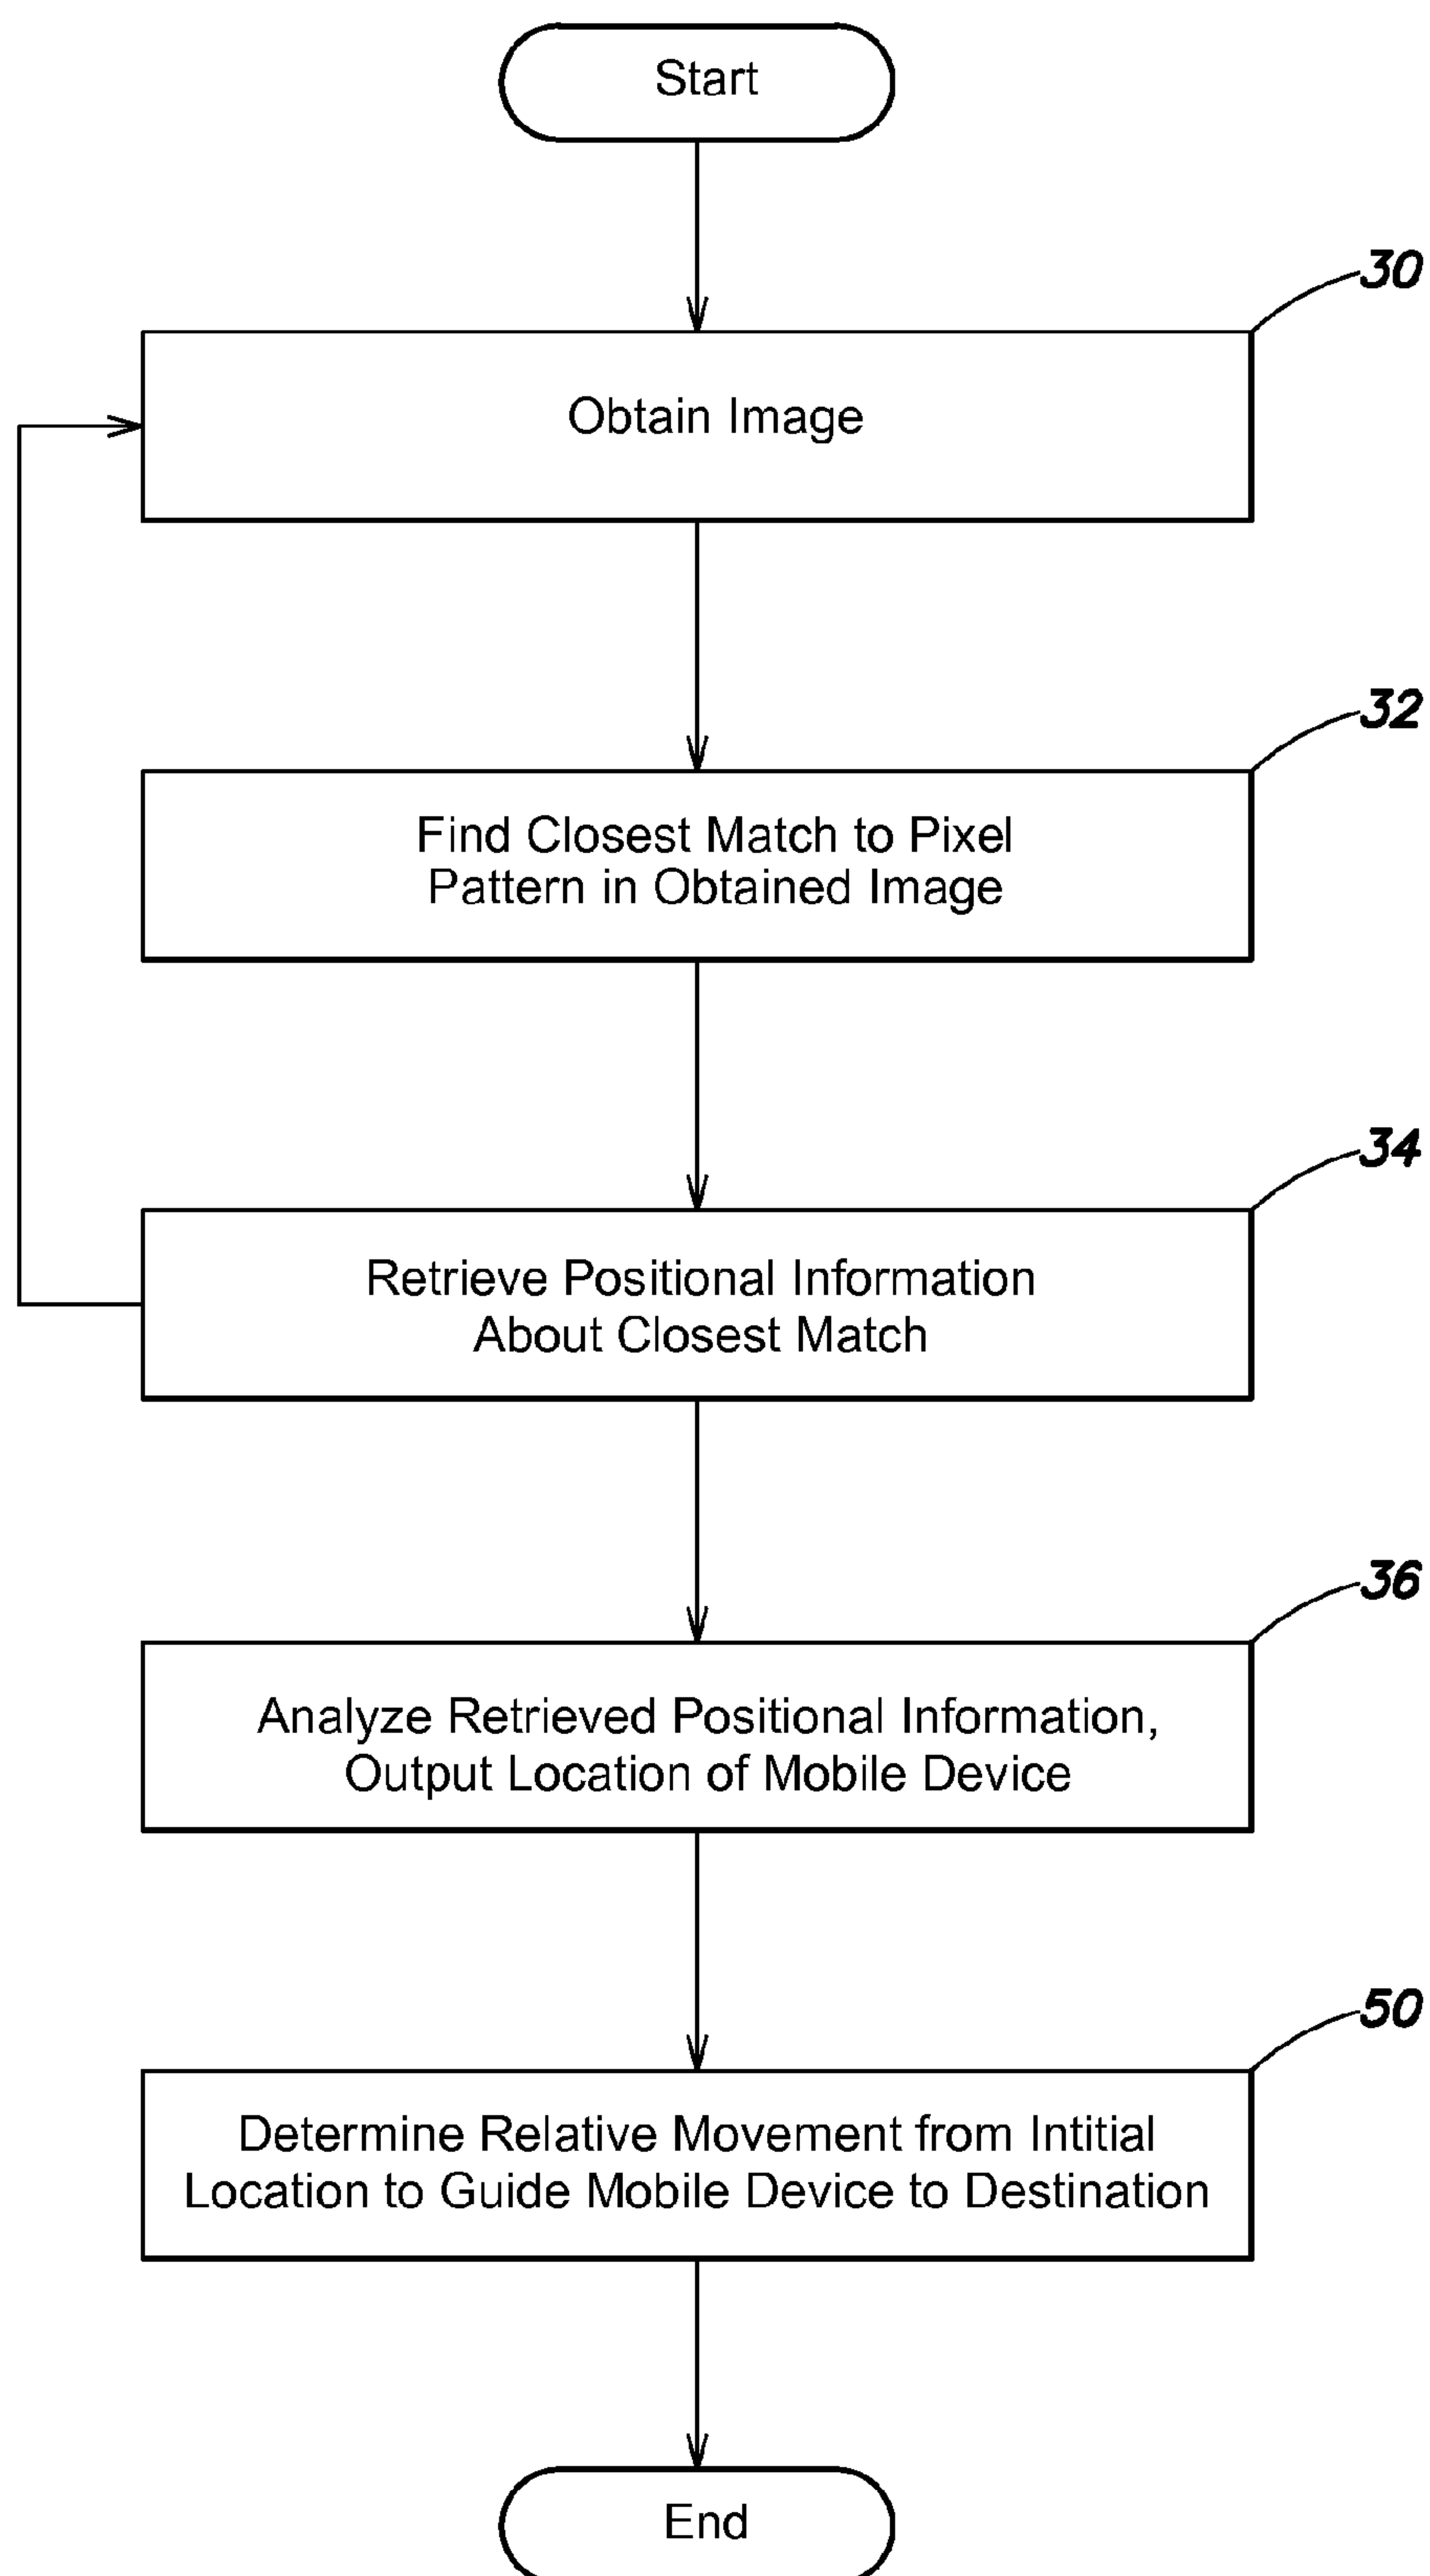 Start
30
Obtain Image
32
Find Closest Match to Pixel
Pattern in Obtained Image
34
Retrieve Positional Information
About Closest Match
36
Analyze Retrieved Positional Information,
Output Location of Mobile Device
50
Determine Relative Movement from Intitial
Location to Guide Mobile Device to Destination
End